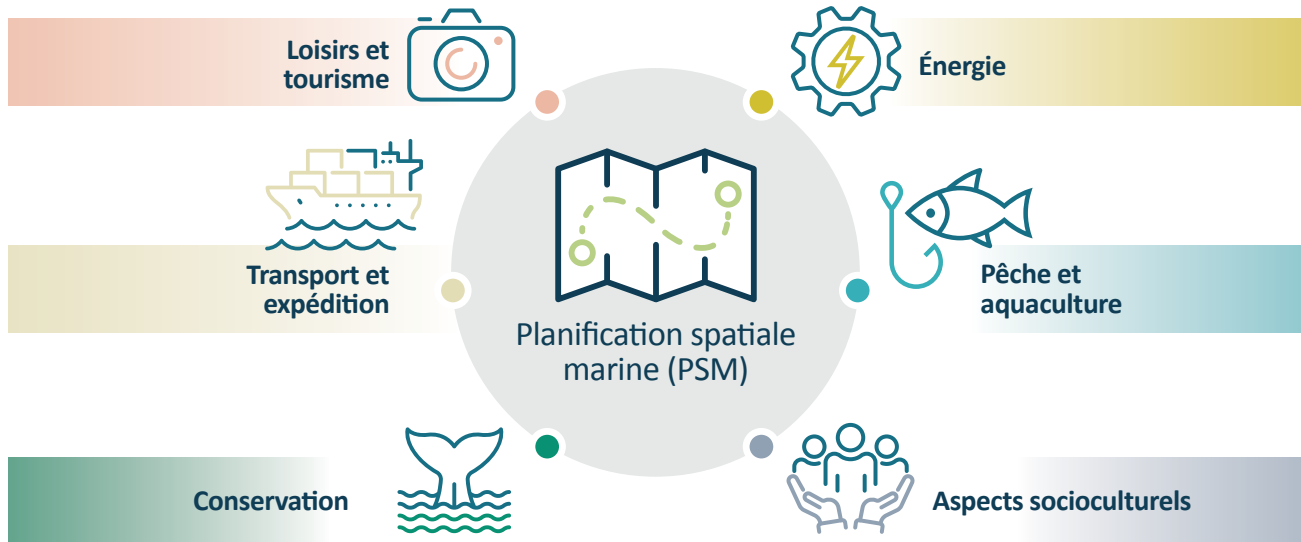 Loisirs et
tourisme
Énergie
Transport et
expédition
Pêche et
aquaculture
Planification spatiale
marine (PSM)
Conservation
Aspects socioculturels